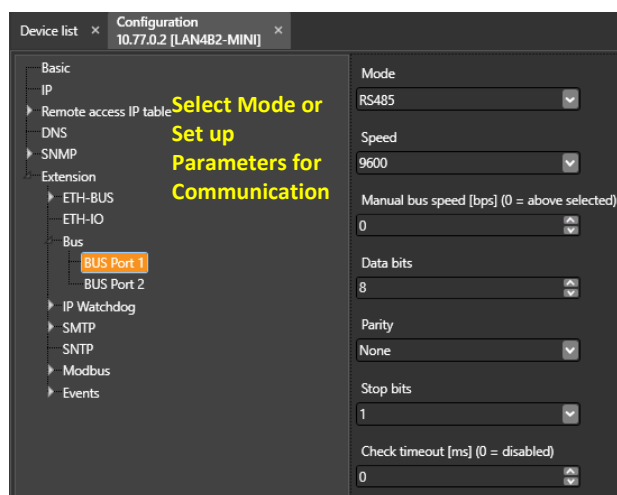 Device list ×
Configuration
10.77.0.2 [LAN4B2-MINI] ×
Basic
IP
Remote access IP table
DNS
SNMP
Extension
ETH-BUS
ETH-IO
Bus
BUS Port 1
BUS Port 2
IP Watchdog
SMTP
SNTP
Modbus
Events
Select Mode or
Set up
Parameters for
Communication
Mode
RS485
Speed
9600
Manual bus speed [bps] (0 = above selected)
0
Data bits
8
Parity
None
Stop bits
1
Check timeout [ms] (0 = disabled)
0